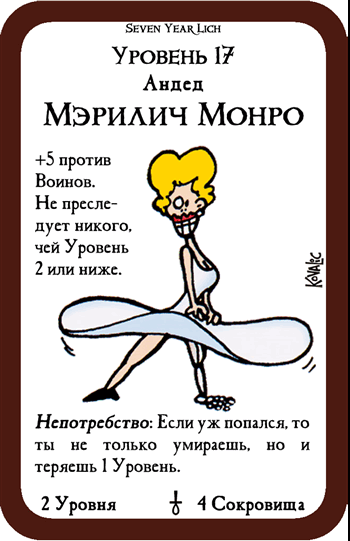 Seven Year Lich
Уровень 17
Андед
Мэрилич Монро
+5 против
Воинов.
Не пресле-
дует никого,
чей Уровень
2 или ниже.
Kovalic
Непотребство: Если уж попался, то
ты не только умираешь, но и
теряешь 1 Уровень.
2 Уровня 4 Сокровища